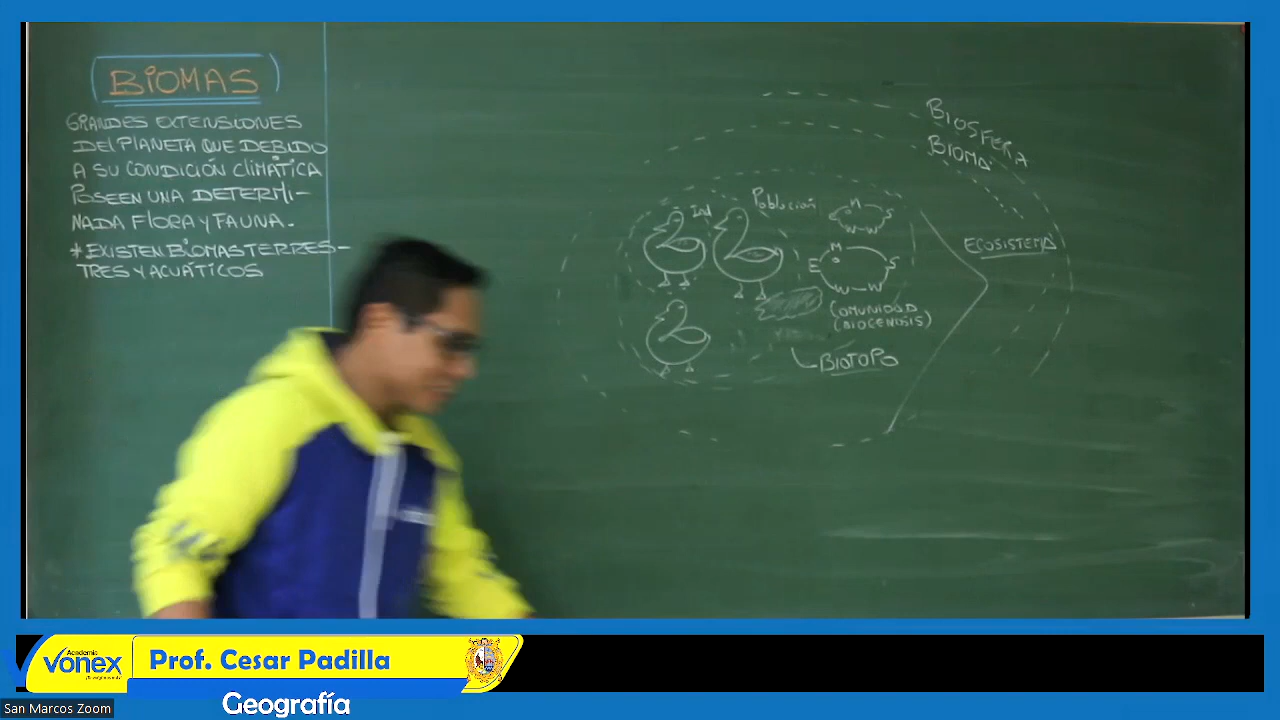 BIOMAS
GRANDES EXTENSIONES
DEL PLANETA QUE DEBIDO
A SU CONDICIÓN CLIMÁTICA
POSEEN UNA DETERMI-
NADA FLORA Y FAUNA.
* EXISTEN BIOMAS TERRES-
TRES Y ACUÁTICOS
BIOSFERA
BIOMA
Ind
Población
M
S
ECOSISTEMA
M
E
S
COMUNIDAD
(BIOCENOSIS)
BIOTOPO
Academia
vonex
Prof. Cesar Padilla
Geografía
San Marcos Zoom